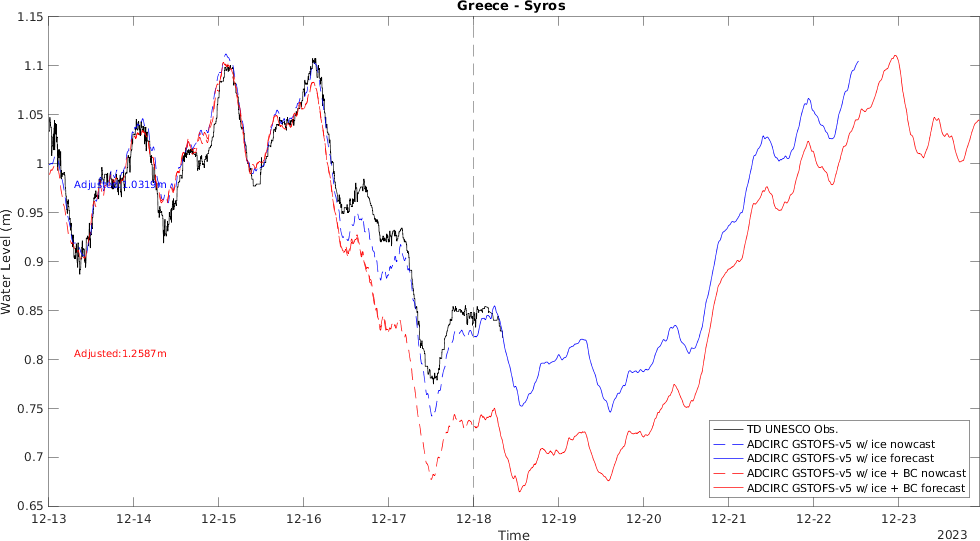 Greece - Syros
1.15
1.1
1.05
1
0.95
0.9
0.85
0.8
0.75
0.7
0.65
Water Level (m)
Adjusted:1.0319m
Adjusted:1.2587m
TD UNESCO Obs.
ADCIRC GSTOFS-v5 w/ ice nowcast
ADCIRC GSTOFS-v5 w/ ice forecast
ADCIRC GSTOFS-v5 w/ ice + BC nowcast
ADCIRC GSTOFS-v5 w/ ice + BC forecast
12-13 12-14 12-15 12-16 12-17 12-18 12-19 12-20 12-21 12-22 12-23
Time
2023